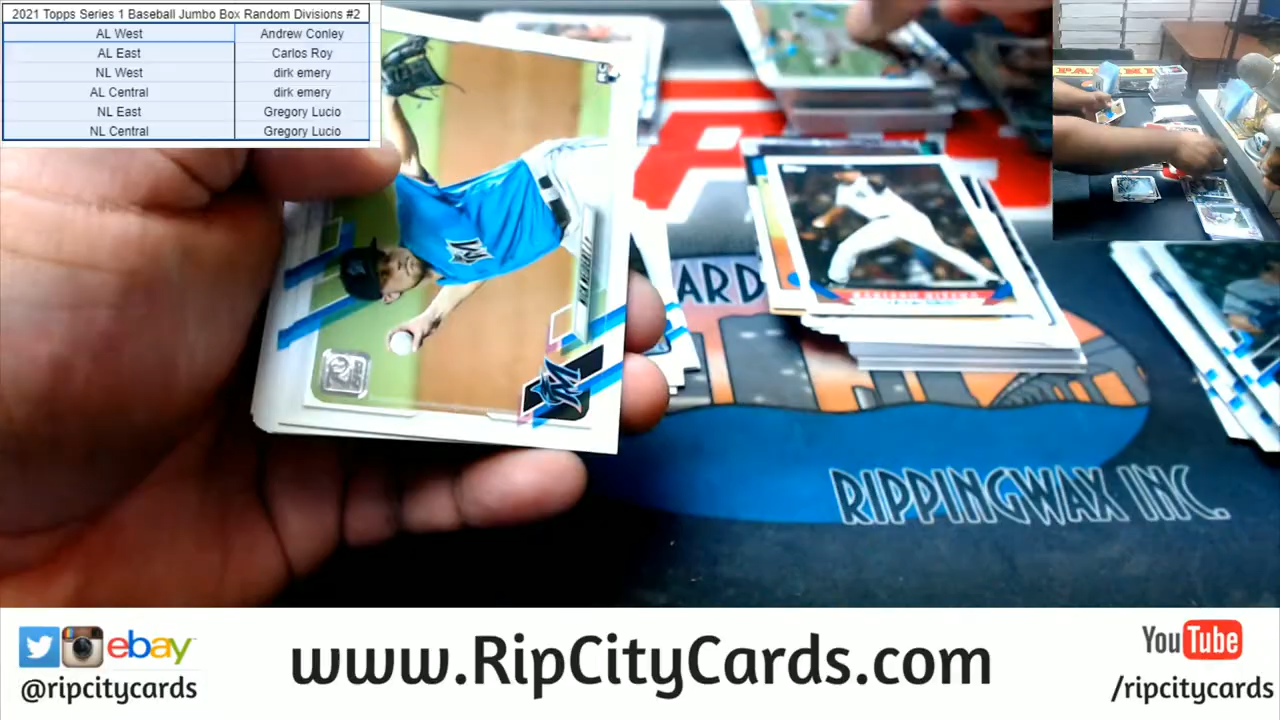 2021 Topps Series 1 Baseball Jumbo Box Random Divisions #2
AL West Andrew Conley
AL East Carlos Roy
NL West dirk emery
AL Central dirk emery
NL East Gregory Lucio
NL Central Gregory Lucio
RIPPINGWAX INC.
ebay
@ripcitycards
www.RipCityCards.com
YouTube
/ripcitycards